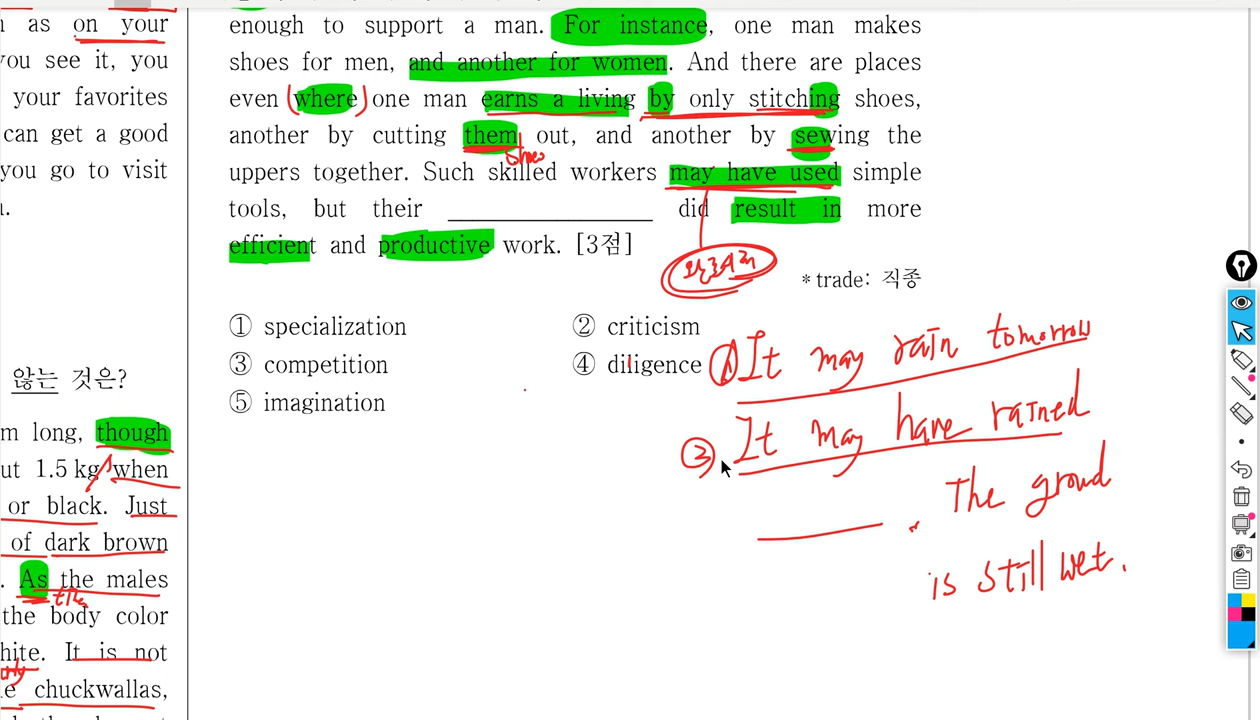 as on your
you see it, you
your favorites
can get a good
you go to visit
않는 것은?
m long, though
ut 1.5 kg when
or black. Just
of dark brown
. As the males
the
the body color
hite. It is not
only
e chuckwallas,
enough to support a man. For instance, one man makes
shoes for men, and another for women. And there are places
even (where) one man earns a living by only stitching shoes,
another by cutting them out, and another by sewing the
shoes
uppers together. Such skilled workers may have used simple
tools, but their ____________ did result in more
efficient and productive work. [3점]
* trade: 직종
① specialization
② criticism
③ competition
④ diligence
⑤ imagination
① It may rain tomorrow
③ It may have rained
The groud
is still wet.